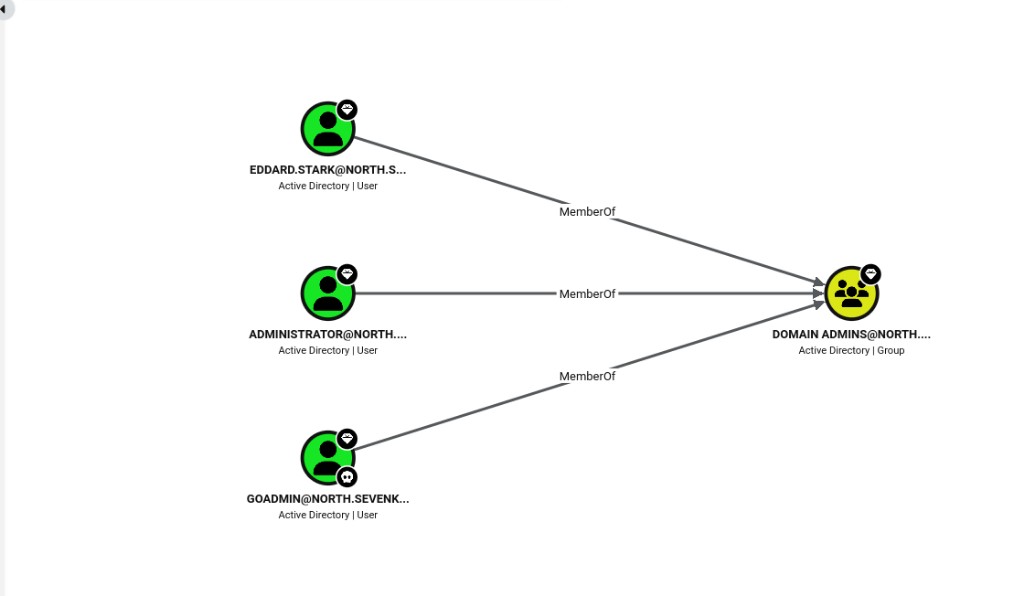 EDDARD.STARK@NORTH.S...
Active Directory | User
MemberOf
ADMINISTRATOR@NORTH....
Active Directory | User
MemberOf
DOMAIN ADMINS@NORTH....
Active Directory | Group
MemberOf
GOADMIN@NORTH.SEVENK...
Active Directory | User